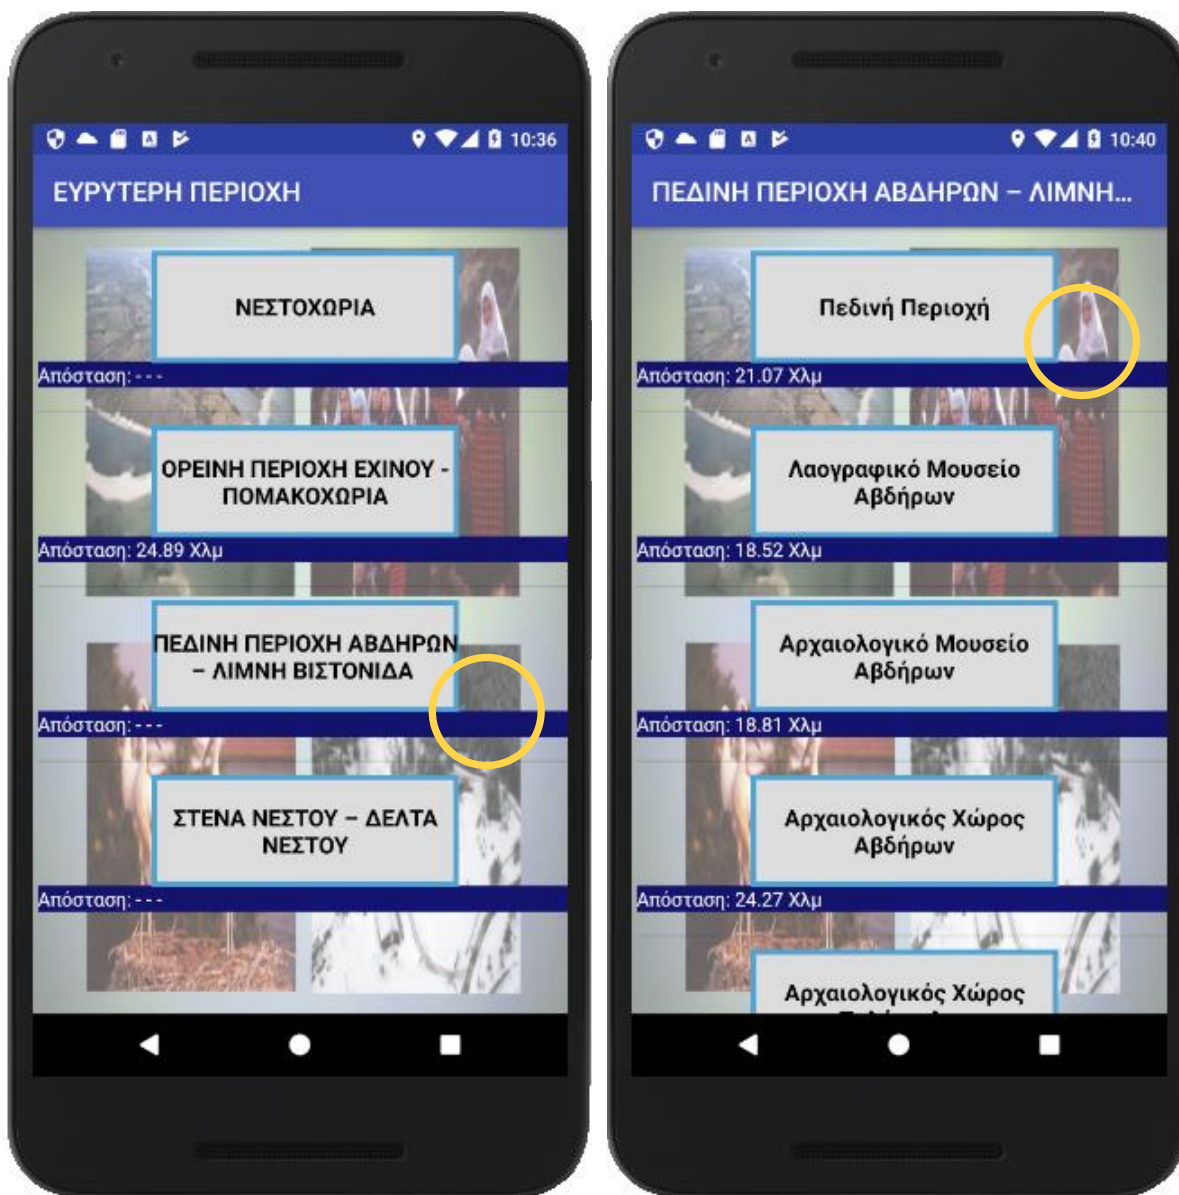 10:36
ΕΥΡΥΤΕΡΗ ΠΕΡΙΟΧΗ
ΝΕΣΤΟΧΩΡΙΑ
Απόσταση: - - -
ΟΡΕΙΝΗ ΠΕΡΙΟΧΗ ΕΧΙΝΟΥ -
ΠΟΜΑΚΟΧΩΡΙΑ
Απόσταση: 24.89 Χλμ
ΠΕΔΙΝΗ ΠΕΡΙΟΧΗ ΑΒΔΗΡΩΝ
– ΛΙΜΝΗ ΒΙΣΤΟΝΙΔΑ
Απόσταση: - - -
ΣΤΕΝΑ ΝΕΣΤΟΥ – ΔΕΛΤΑ
ΝΕΣΤΟΥ
Απόσταση: - - -
10:40
ΠΕΔΙΝΗ ΠΕΡΙΟΧΗ ΑΒΔΗΡΩΝ – ΛΙΜΝΗ...
Πεδινή Περιοχή
Απόσταση: 21.07 Χλμ
Λαογραφικό Μουσείο
Αβδήρων
Απόσταση: 18.52 Χλμ
Αρχαιολογικό Μουσείο
Αβδήρων
Απόσταση: 18.81 Χλμ
Αρχαιολογικός Χώρος
Αβδήρων
Απόσταση: 24.27 Χλμ
Αρχαιολογικός Χώρος